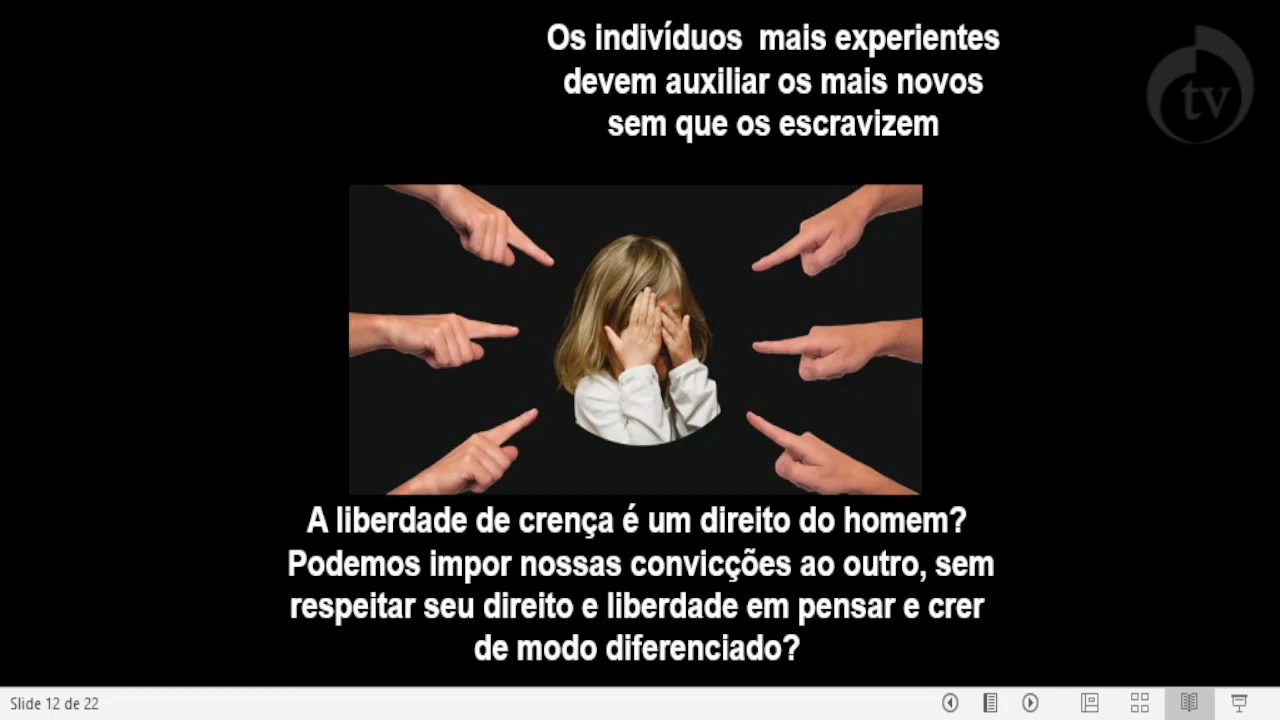 Os indivíduos  mais experientes
devem auxiliar os mais novos
sem que os escravizem
tv
A liberdade de crença é um direito do homem?
Podemos impor nossas convicções ao outro, sem
respeitar seu direito e liberdade em pensar e crer
de modo diferenciado?
Slide 12 de 22